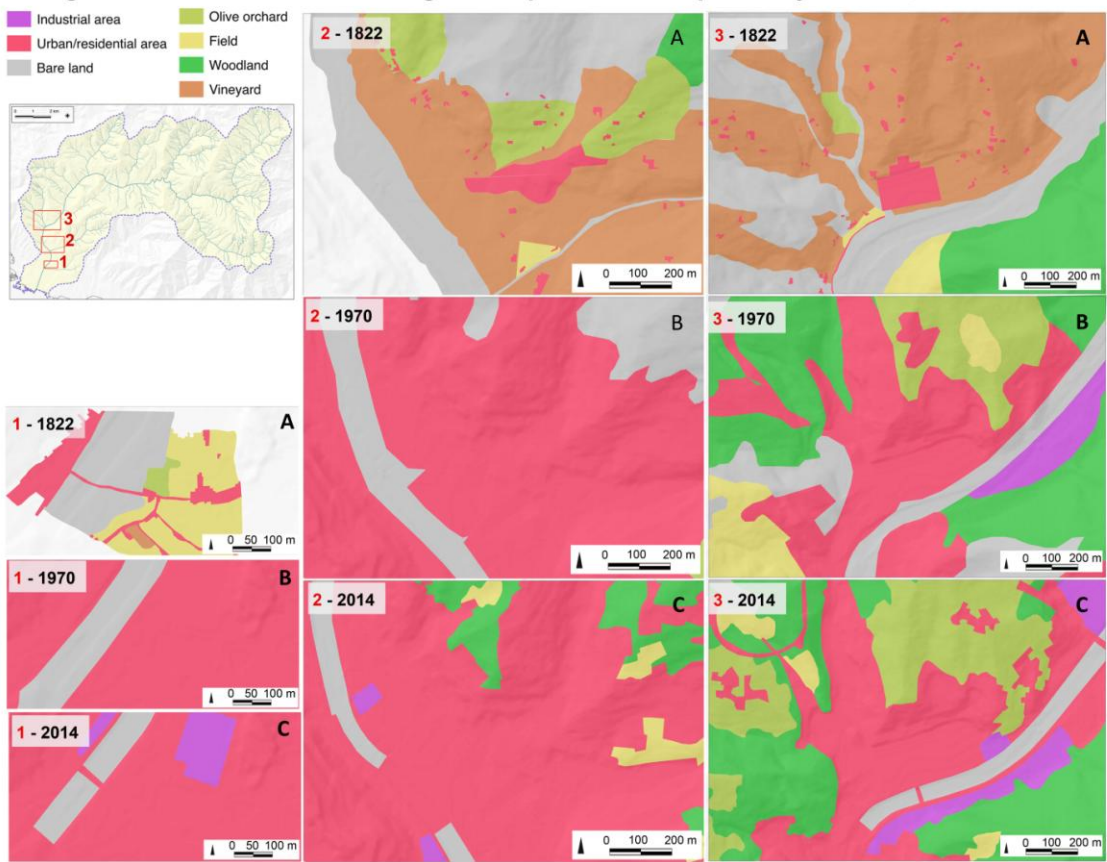 Industrial area
Urban/residential area
Bare land
Olive orchard
Field
Woodland
Vineyard
3
2
1
2 - 1822
A
0 100 200 m
3 - 1822
A
0 100 200 m
2 - 1970
B
0 100 200 m
3 - 1970
B
0 100 200 m
1 - 1822
A
0 50 100 m
1 - 1970
B
0 50 100 m
1 - 2014
C
0 50 100 m
2 - 2014
C
0 100 200 m
3 - 2014
C
0 100 200 m